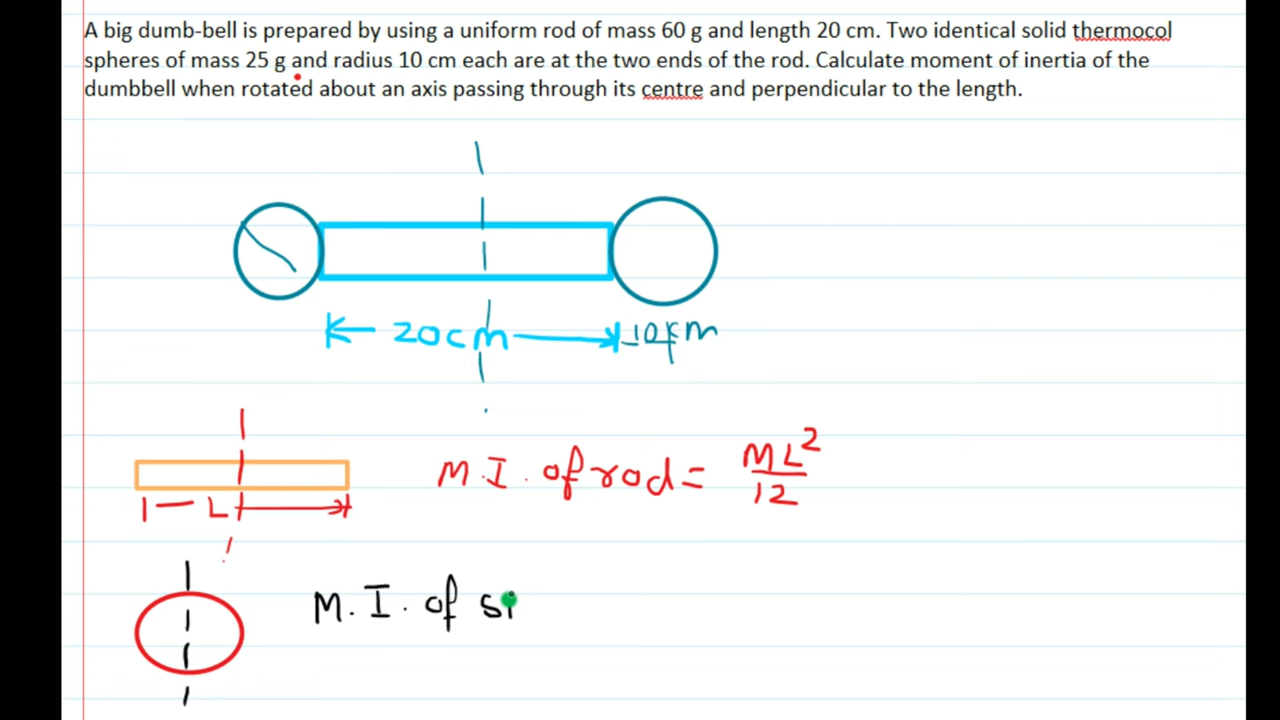 A big dumb-bell is prepared by using a uniform rod of mass 60 g and length 20 cm. Two identical solid thermocol
spheres of mass 25 g and radius 10 cm each are at the two ends of the rod. Calculate moment of inertia of the
dumbbell when rotated about an axis passing through its centre and perpendicular to the length.
20cm 10cm
M.I. of rod = ML²/12
L
M.I. of